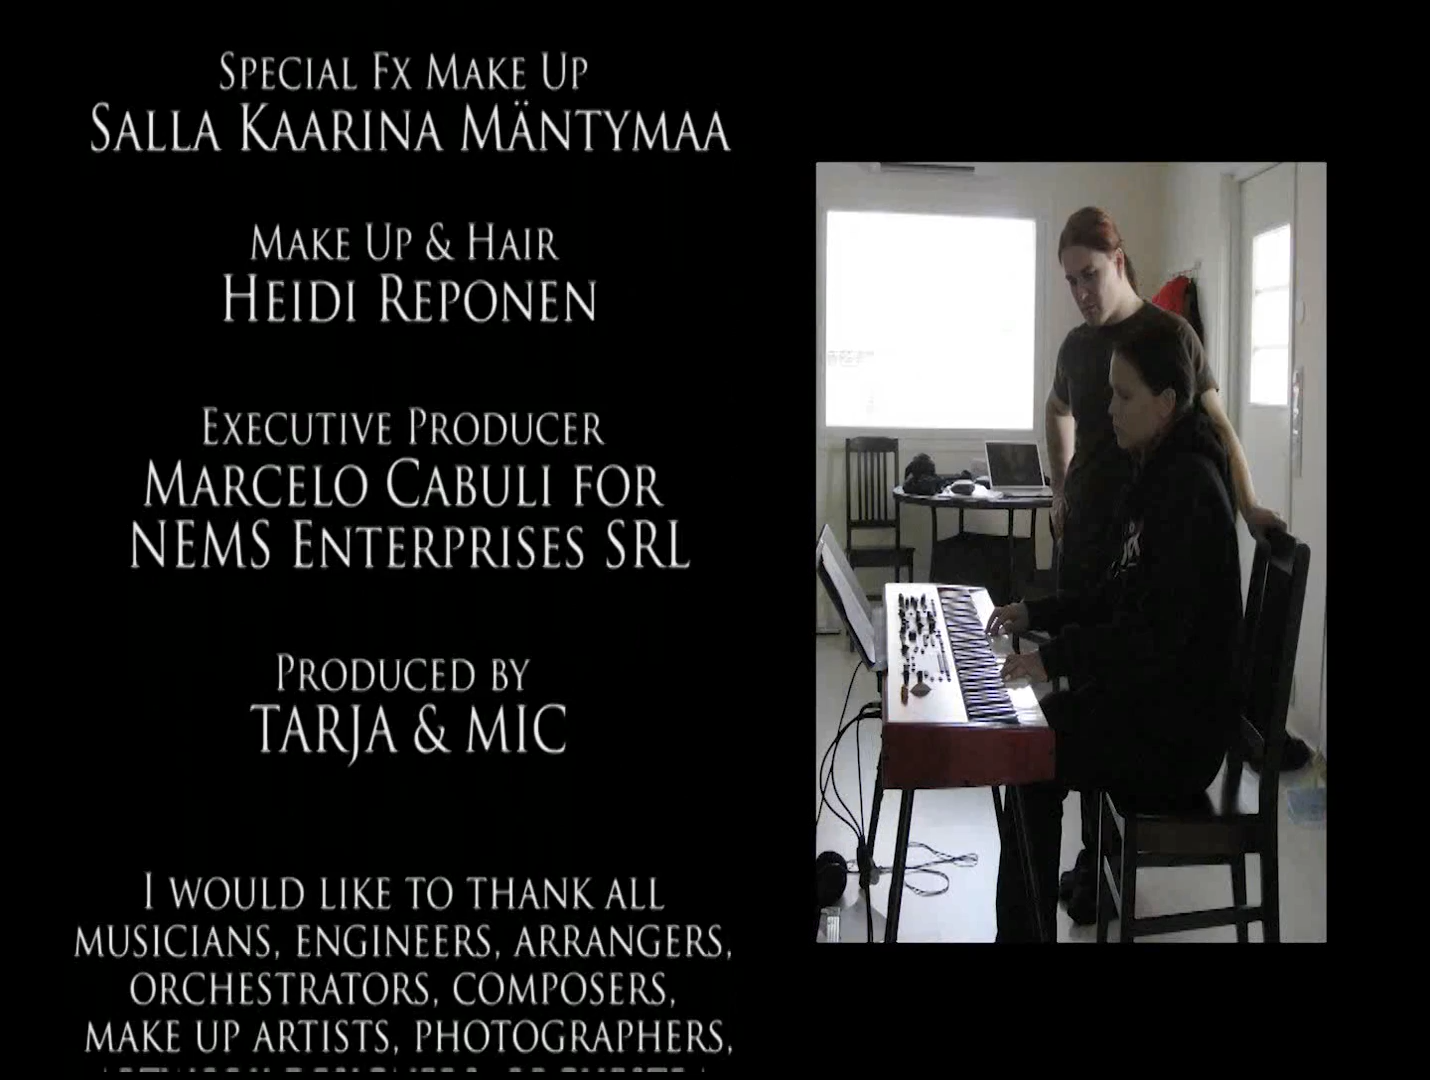 Special Fx Make Up
Salla Kaarina Mäntymaa
Make Up & Hair
Heidi Reponen
Executive Producer
Marcelo Cabuli for
NEMS Enterprises SRL
Produced by
TARJA & MIC
I would like to thank all
musicians, engineers, arrangers,
orchestrators, composers,
make up artists, photographers,